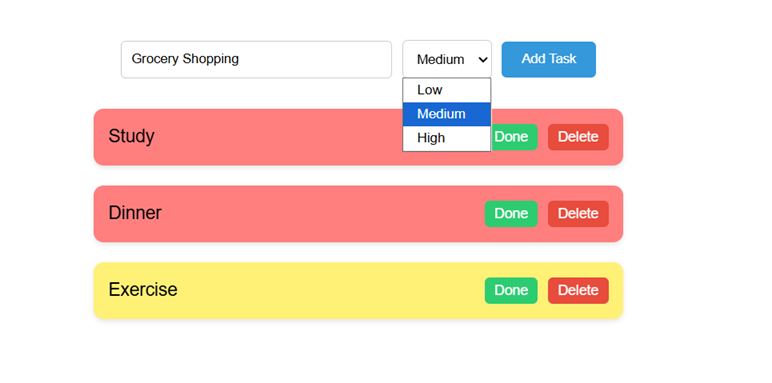 Grocery Shopping Medium Add Task
Low
Medium
High
Study Done Delete
Dinner Done Delete
Exercise Done Delete